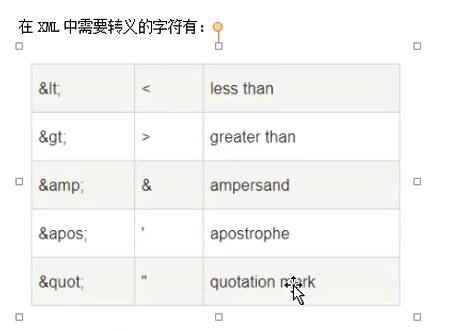 在 XML 中需要转义的字符有：
&lt; < less than
&gt; > greater than
&amp; & ampersand
&apos; ' apostrophe
&quot; " quotation mark